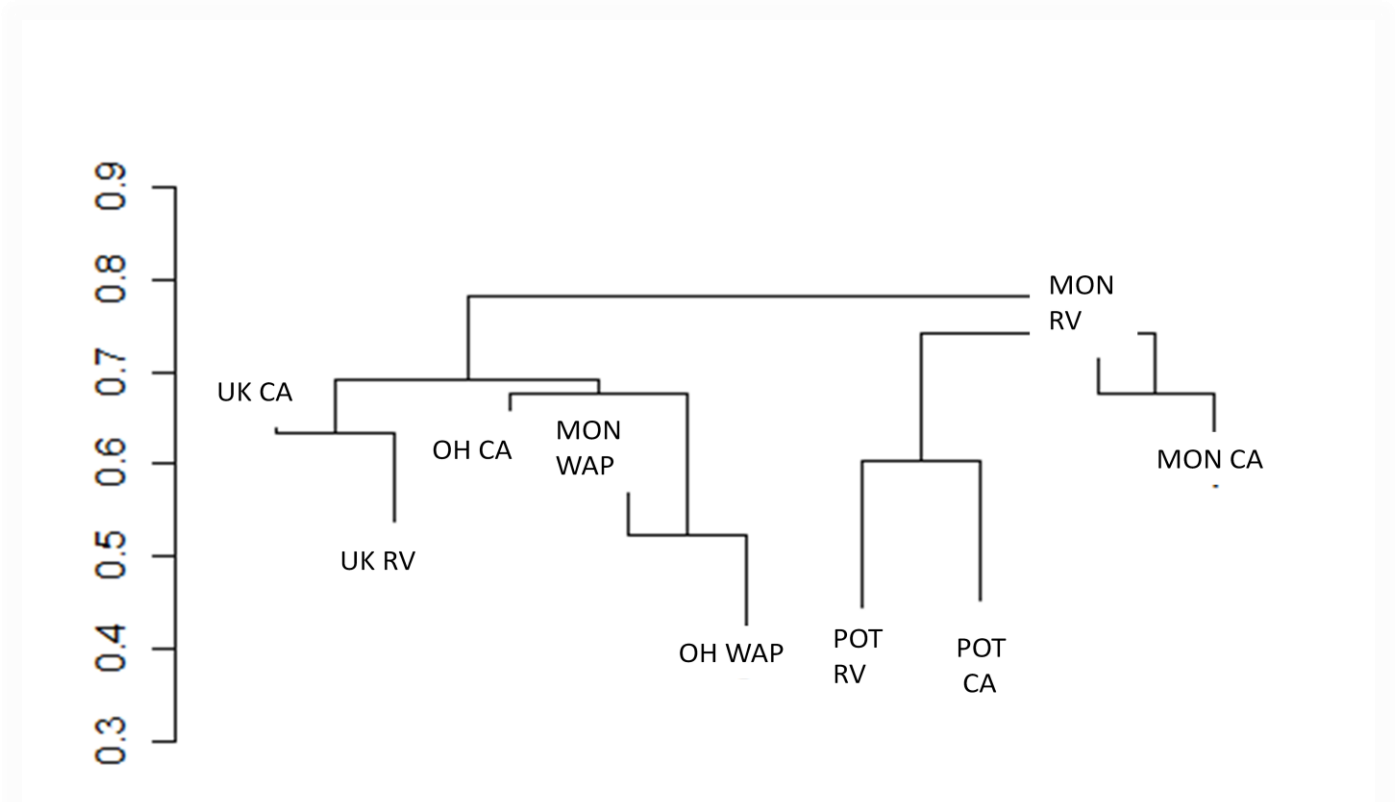 0.9
0.8
0.7
0.6
0.5
0.4
0.3
MON
RV
UK CA
OH CA
MON
WAP
MON CA
UK RV
OH WAP
POT
RV
POT
CA